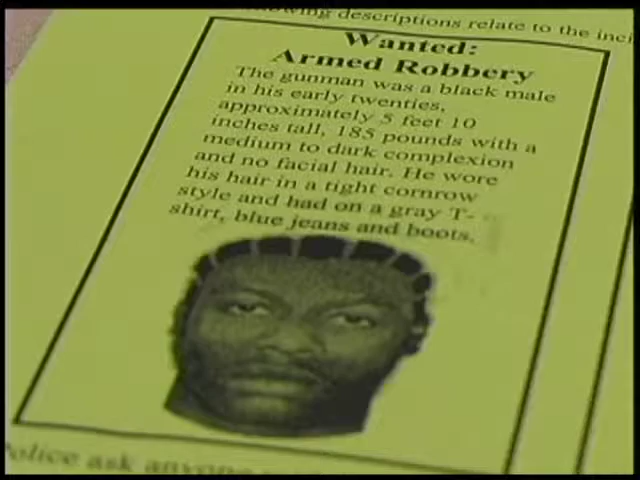 owing descriptions relate to the inci
Wanted:
Armed Robbery
The gunman was a black male
in his early twenties,
approximately 5 feet 10
inches tall, 185 pounds with a
medium to dark complexion
and no facial hair. He wore
his hair in a tight cornrow
style and had on a gray T-
shirt, blue jeans and boots.
Police ask anyone